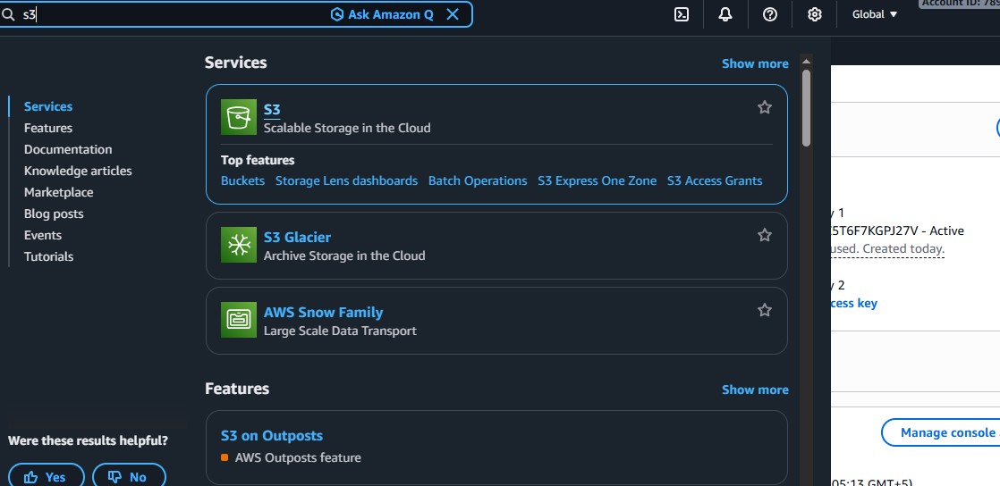 s3
Ask Amazon Q
Global
Account ID: 789
Services
Features
Documentation
Knowledge articles
Marketplace
Blog posts
Events
Tutorials
Were these results helpful?
Yes
No
Services
Show more
S3
Scalable Storage in the Cloud
Top features
Buckets Storage Lens dashboards Batch Operations S3 Express One Zone S3 Access Grants
S3 Glacier
Archive Storage in the Cloud
AWS Snow Family
Large Scale Data Transport
Features
Show more
S3 on Outposts
AWS Outposts feature
y 1
5T6F7KGPJ27V - Active
used. Created today.
y 2
cess key
Manage console
05:13 GMT+5)